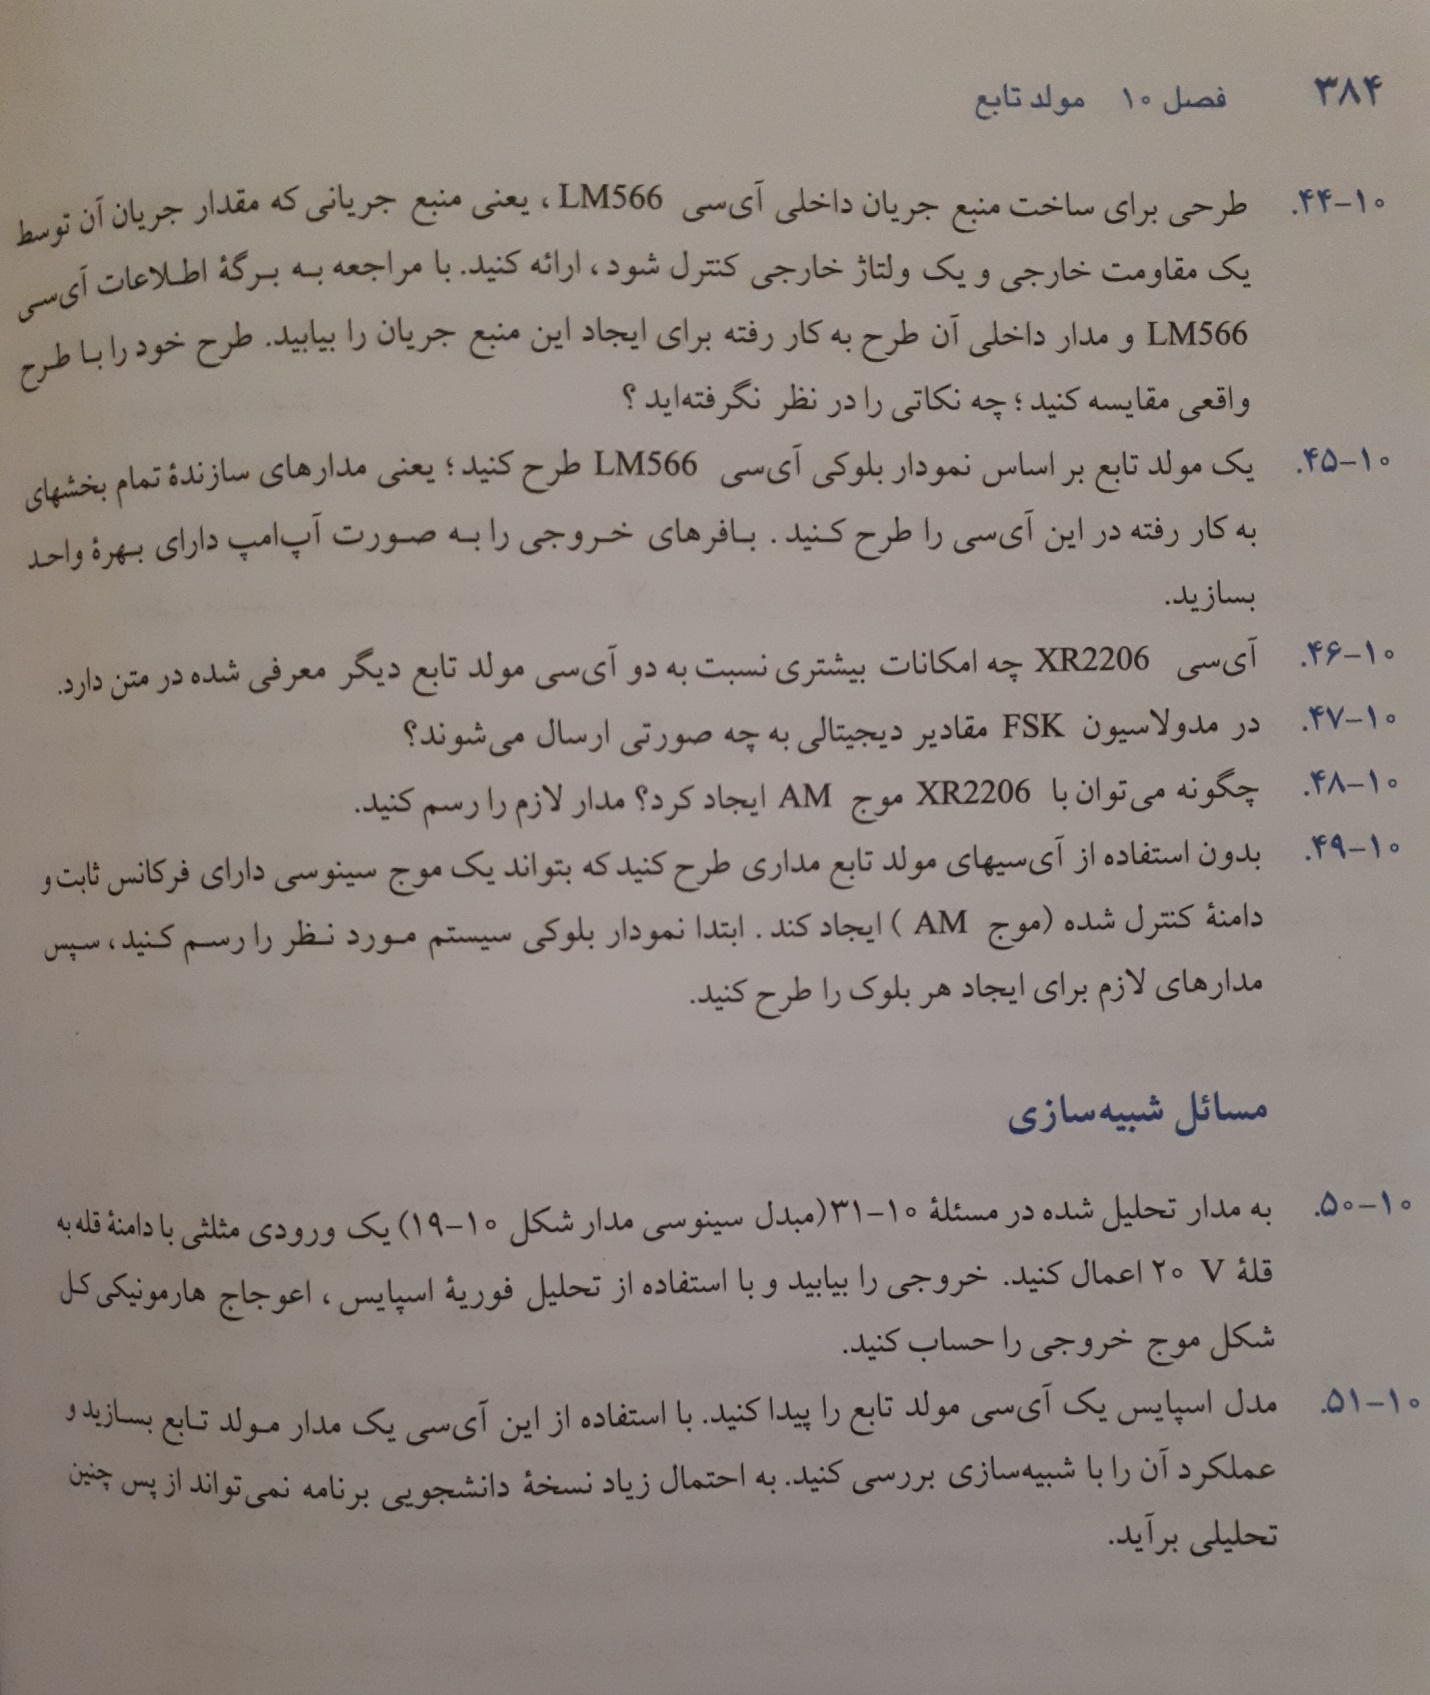 ۳۸۴ فصل ۱۰ مولد تابع
۱۰-۴۴. طرحی برای ساخت منبع جریان داخلی آی‌سی LM566 ، یعنی منبع جریانی که مقدار جریان آن توسط
یک مقاومت خارجی و یک ولتاژ خارجی کنترل شود ، ارائه کنید. با مراجعه به برگهٔ اطلاعات آی‌سی
LM566 و مدار داخلی آن طرح به کار رفته برای ایجاد این منبع جریان را بیابید. طرح خود را با طرح
واقعی مقایسه کنید ؛ چه نکاتی را در نظر نگرفته‌اید ؟
۱۰-۴۵. یک مولد تابع بر اساس نمودار بلوکی آی‌سی LM566 طرح کنید ؛ یعنی مدارهای سازندهٔ تمام بخشهای
به کار رفته در این آی‌سی را طرح کنید . بافرهای خروجی را به صورت آپ‌امپ دارای بهرهٔ واحد
بسازید.
۱۰-۴۶. آی‌سی XR2206 چه امکانات بیشتری نسبت به دو آی‌سی مولد تابع دیگر معرفی شده در متن دارد.
۱۰-۴۷. در مدولاسیون FSK مقادیر دیجیتالی به چه صورتی ارسال می‌شوند؟
۱۰-۴۸. چگونه می‌توان با XR2206 موج AM ایجاد کرد؟ مدار لازم را رسم کنید.
۱۰-۴۹. بدون استفاده از آی‌سیهای مولد تابع مداری طرح کنید که بتواند یک موج سینوسی دارای فرکانس ثابت و
دامنهٔ کنترل شده (موج AM ) ایجاد کند . ابتدا نمودار بلوکی سیستم مورد نظر را رسم کنید ، سپس
مدارهای لازم برای ایجاد هر بلوک را طرح کنید.
مسائل شبیه‌سازی
۱۰-۵۰. به مدار تحلیل شده در مسئلهٔ ۱۰-۳۱ (مبدل سینوسی مدار شکل ۱۰-۱۹) یک ورودی مثلثی با دامنهٔ قله به
قلهٔ ۲۰ V اعمال کنید. خروجی را بیابید و با استفاده از تحلیل فوریهٔ اسپایس ، اعوجاج هارمونیکی کل
شکل موج خروجی را حساب کنید.
۱۰-۵۱. مدل اسپایس یک آی‌سی مولد تابع را پیدا کنید. با استفاده از این آی‌سی یک مدار مولد تابع بسازید و
عملکرد آن را با شبیه‌سازی بررسی کنید. به احتمال زیاد نسخهٔ دانشجویی برنامه نمی‌تواند از پس چنین
تحلیلی برآید.